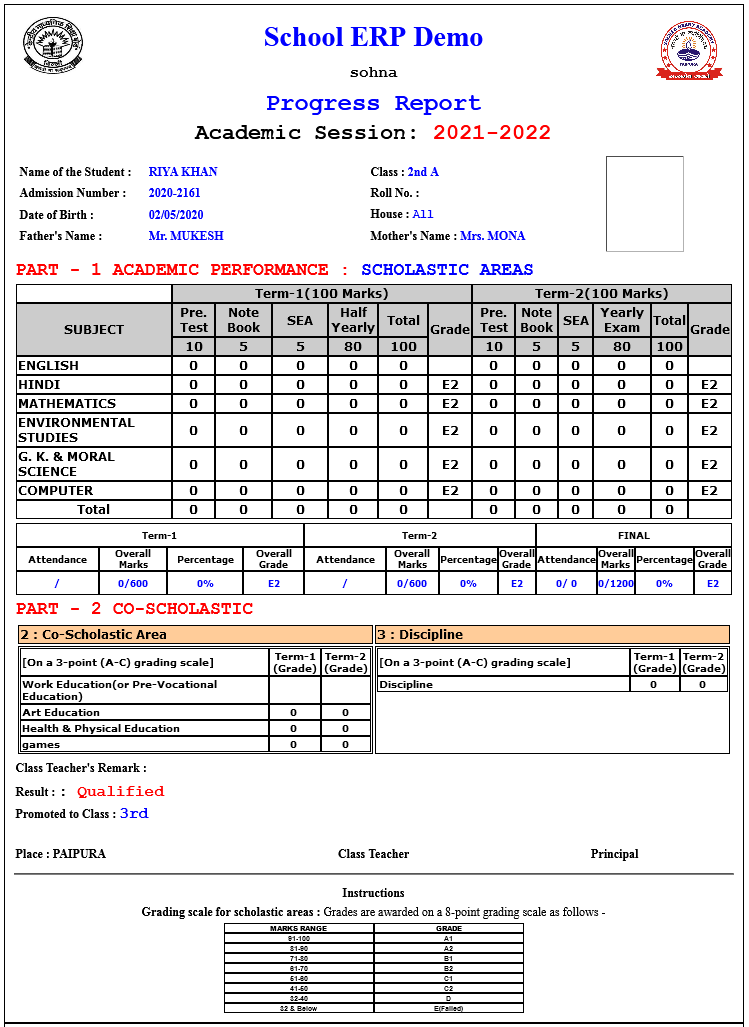 School ERP Demo
sohna
Progress Report
Academic Session: 2021-2022
Name of the Student : RIYA KHAN Class : 2nd A
Admission Number : 2020-2161 Roll No. :
Date of Birth : 02/05/2020 House : All
Father's Name : Mr. MUKESH Mother's Name : Mrs. MONA
PART - 1 ACADEMIC PERFORMANCE : SCHOLASTIC AREAS
Term-1(100 Marks) Term-2(100 Marks)
SUBJECT Pre. Test Note Book SEA Half Yearly Total Grade Pre. Test Note Book SEA Yearly Exam Total Grade
10 5 5 80 100 10 5 5 80 100
ENGLISH 0 0 0 0 0 0 0 0 0 0
HINDI 0 0 0 0 0 E2 0 0 0 0 0 E2
MATHEMATICS 0 0 0 0 0 E2 0 0 0 0 0 E2
ENVIRONMENTAL STUDIES 0 0 0 0 0 E2 0 0 0 0 0 E2
G. K. & MORAL SCIENCE 0 0 0 0 0 E2 0 0 0 0 0 E2
COMPUTER 0 0 0 0 0 E2 0 0 0 0 0 E2
Total 0 0 0 0 0 0 0 0 0 0
Term-1 Term-2 FINAL
Attendance Overall Marks Percentage Overall Grade Attendance Overall Marks Percentage Overall Grade Attendance Overall Marks Percentage Overall Grade
/ 0/600 0% E2 / 0/600 0% E2 0/ 0 0/1200 0% E2
PART - 2 CO-SCHOLASTIC
2 : Co-Scholastic Area 3 : Discipline
[On a 3-point (A-C) grading scale] Term-1 (Grade) Term-2 (Grade) [On a 3-point (A-C) grading scale] Term-1 (Grade) Term-2 (Grade)
Work Education(or Pre-Vocational Education) Discipline 0 0
Art Education 0 0
Health & Physical Education 0 0
games 0 0
Class Teacher's Remark :
Result : : Qualified
Promoted to Class : 3rd
Place : PAIPURA Class Teacher Principal
Instructions
Grading scale for scholastic areas : Grades are awarded on a 8-point grading scale as follows -
MARKS RANGE GRADE
91-100 A1
81-90 A2
71-80 B1
61-70 B2
51-60 C1
41-50 C2
32-40 D
32 & Below E(Failed)